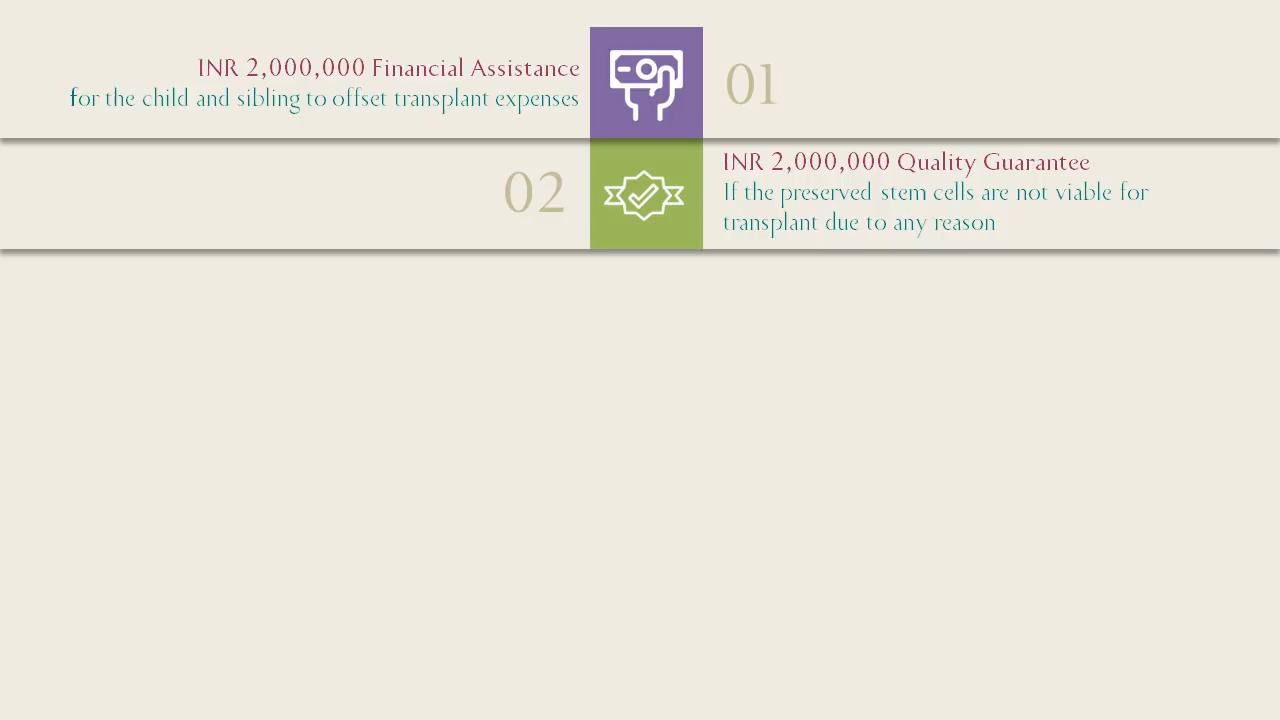 INR 2,000,000 Financial Assistance
for the child and sibling to offset transplant expenses
01
02
INR 2,000,000 Quality Guarantee
If the preserved stem cells are not viable for
transplant due to any reason